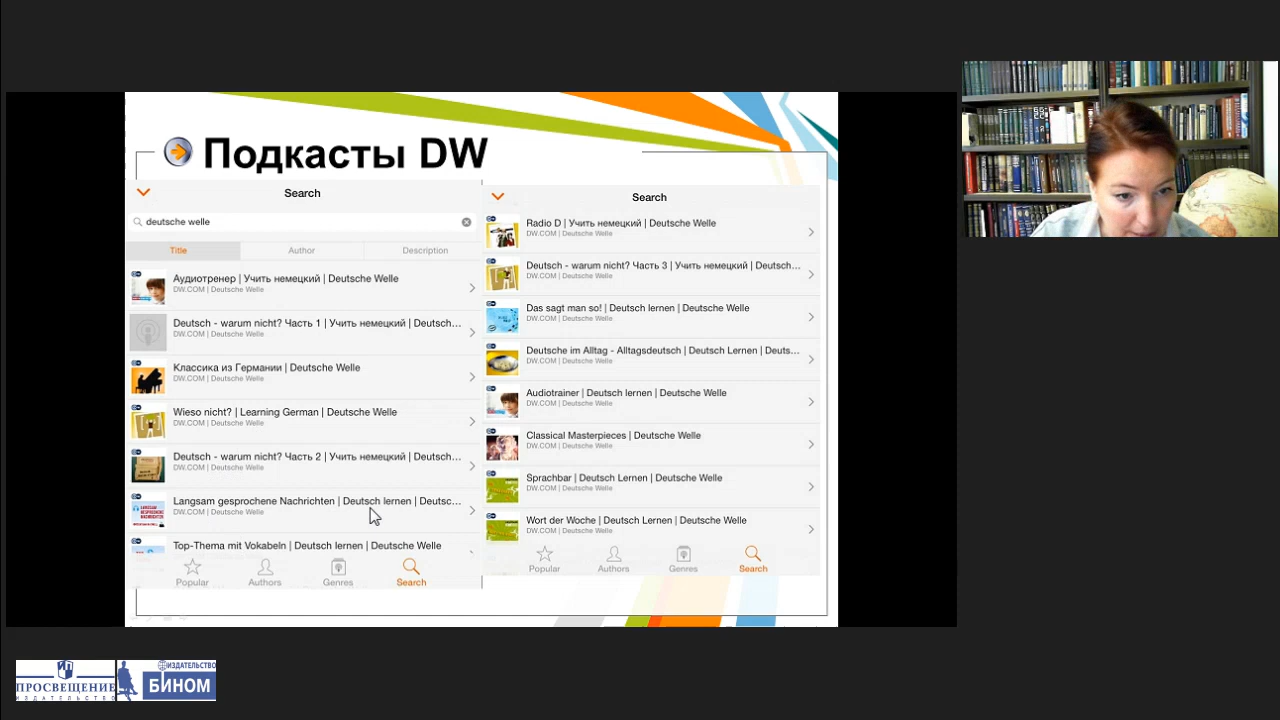 Подкасты DW
Search
deutsche welle
Title
Author
Description
Аудиотренер | Учить немецкий | Deutsche Welle
DW.COM | Deutsche Welle
Deutsch - warum nicht? Часть 1 | Учить немецкий | Deutsch...
DW.COM | Deutsche Welle
Классика из Германии | Deutsche Welle
DW.COM | Deutsche Welle
Wieso nicht? | Learning German | Deutsche Welle
DW.COM | Deutsche Welle
Deutsch - warum nicht? Часть 2 | Учить немецкий | Deutsch...
DW.COM | Deutsche Welle
Langsam gesprochene Nachrichten | Deutsch lernen | Deutsc...
DW.COM | Deutsche Welle
Top-Thema mit Vokabeln | Deutsch lernen | Deutsche Welle
Popular
Authors
Genres
Search
Search
Radio D | Учить немецкий | Deutsche Welle
DW.COM | Deutsche Welle
Deutsch - warum nicht? Часть 3 | Учить немецкий | Deutsch...
DW.COM | Deutsche Welle
Das sagt man so! | Deutsch lernen | Deutsche Welle
DW.COM | Deutsche Welle
Deutsche im Alltag - Alltagsdeutsch | Deutsch Lernen | Deuts...
DW.COM | Deutsche Welle
Audiotrainer | Deutsch lernen | Deutsche Welle
DW.COM | Deutsche Welle
Classical Masterpieces | Deutsche Welle
DW.COM | Deutsche Welle
Sprachbar | Deutsch Lernen | Deutsche Welle
DW.COM | Deutsche Welle
Wort der Woche | Deutsch Lernen | Deutsche Welle
DW.COM | Deutsche Welle
Popular
Authors
Genres
Search
ПРОСВЕЩЕНИЕ
ИЗДАТЕЛЬСТВО
ИЗДАТЕЛЬСТВО
БИНОМ